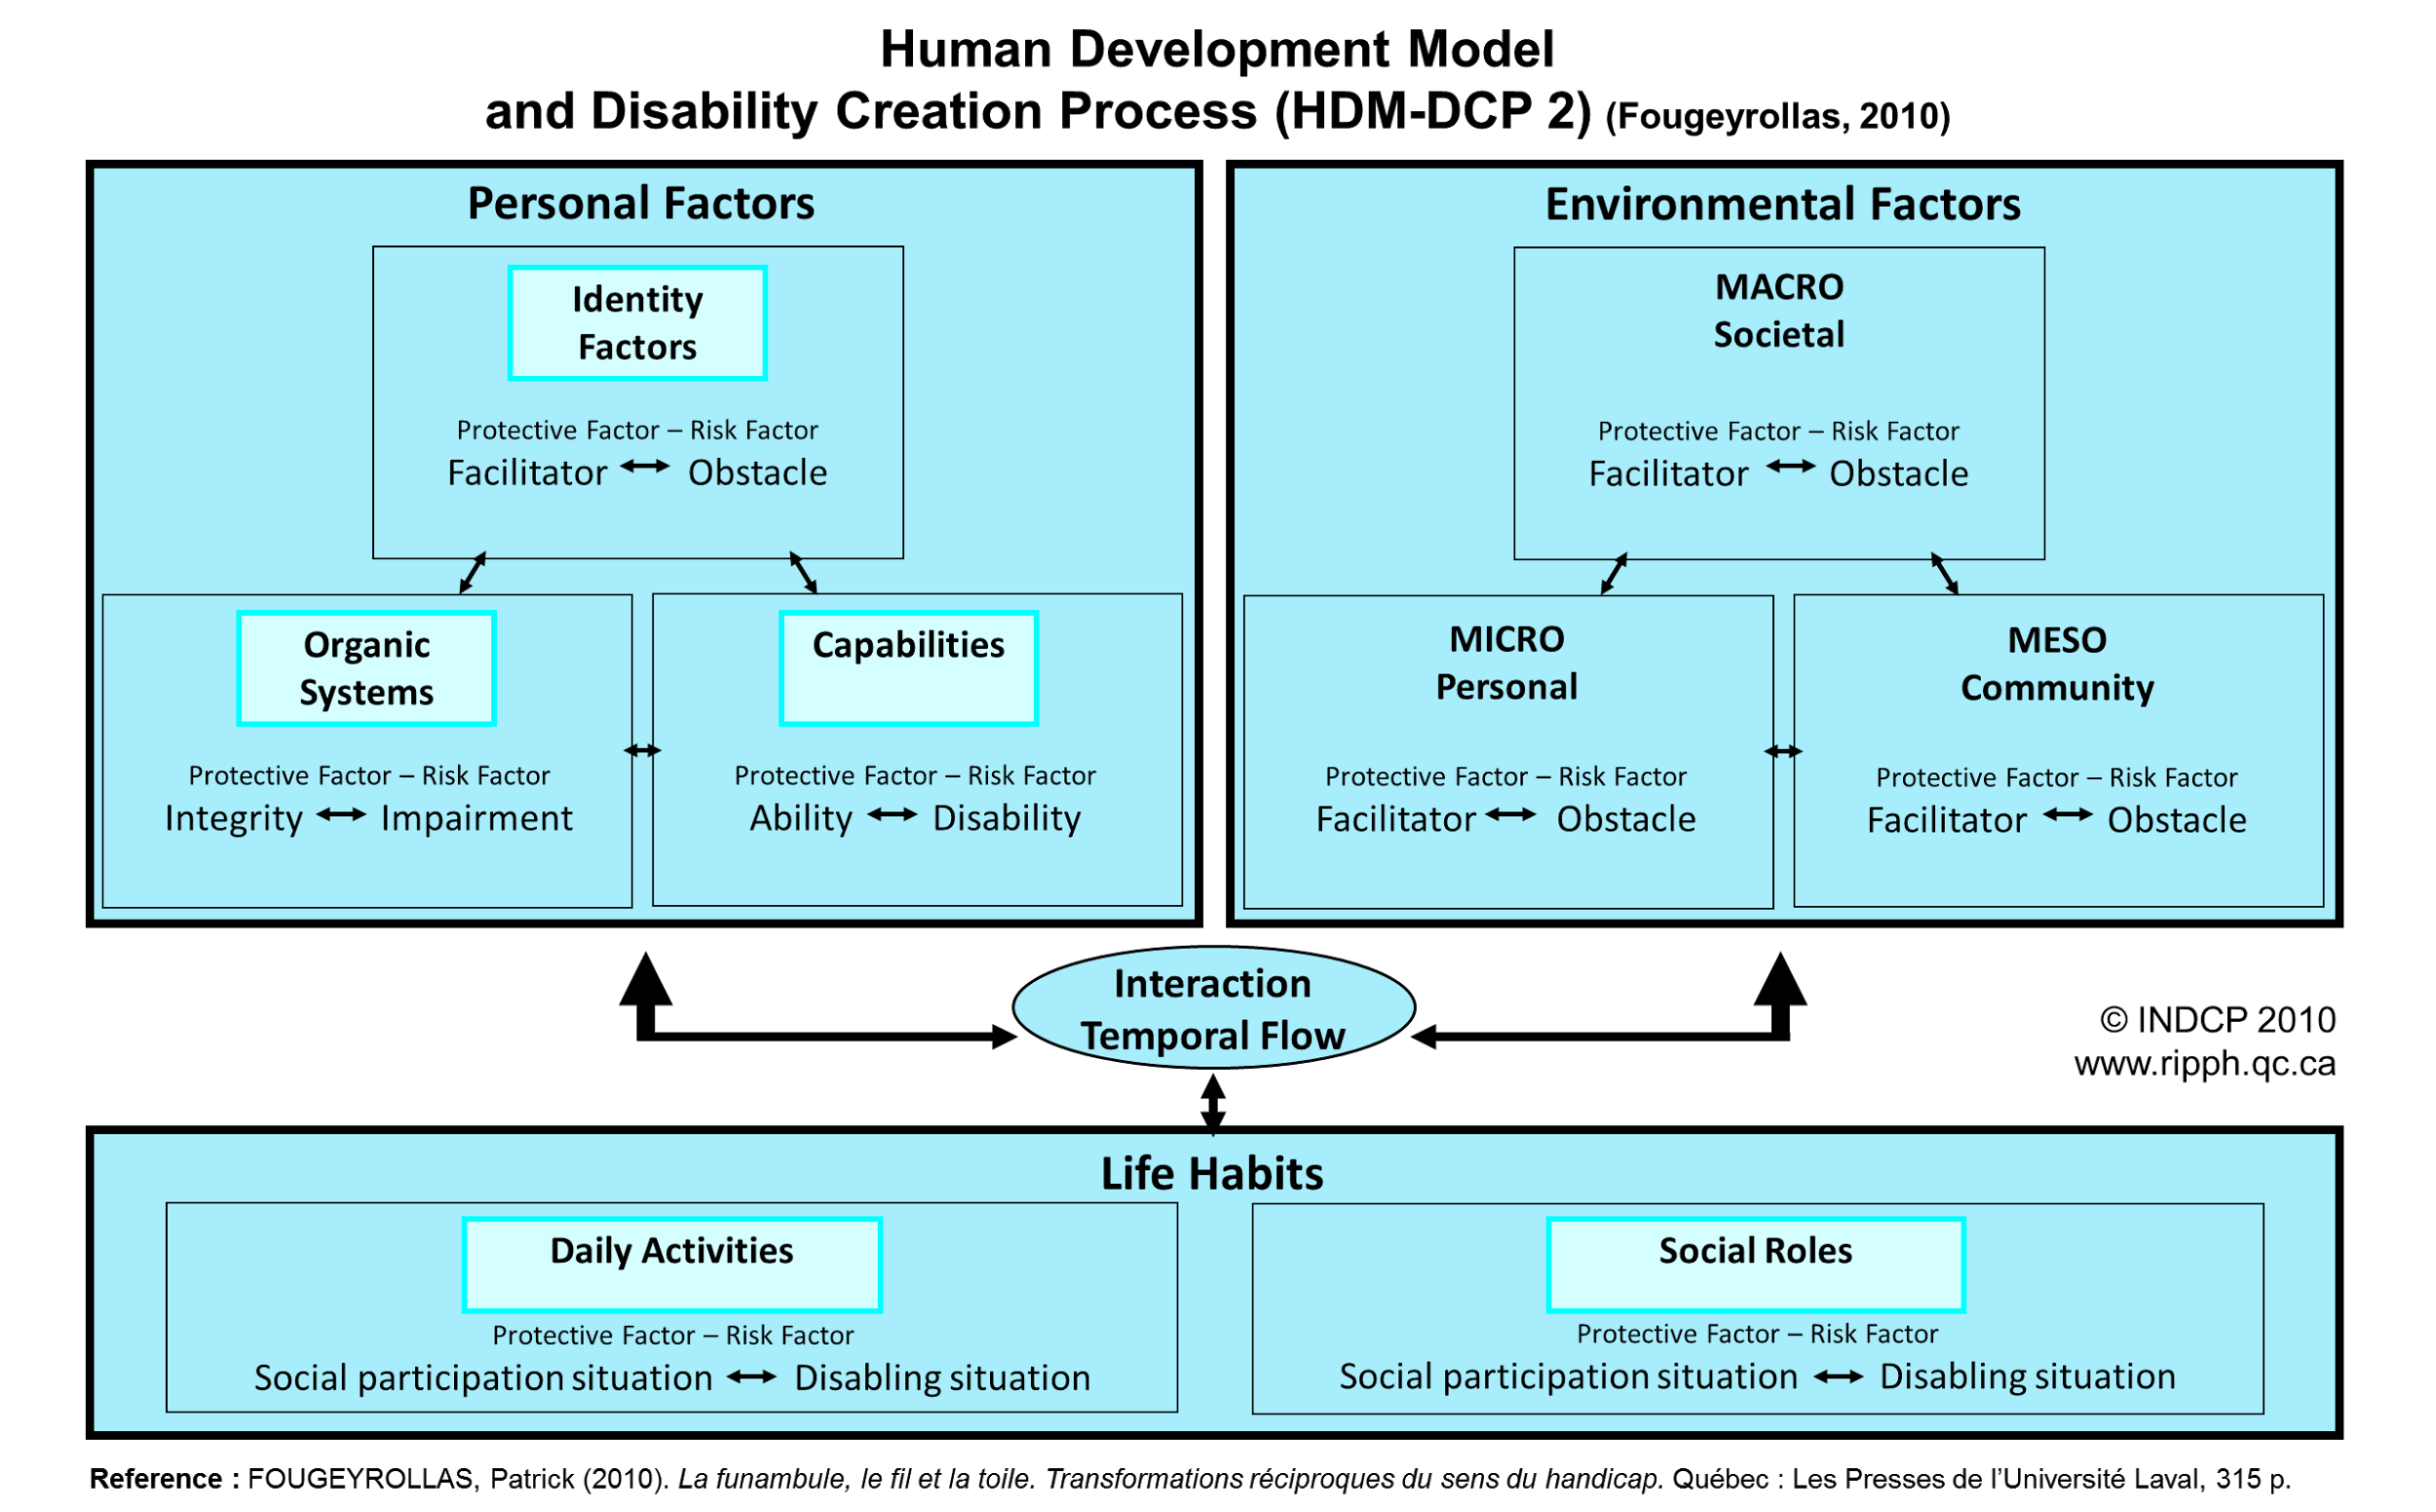 Human Development Model
and Disability Creation Process (HDM-DCP 2) (Fougeyrollas, 2010)
Personal Factors
Identity
Factors
Protective Factor – Risk Factor
Facilitator Obstacle
Organic
Systems
Protective Factor – Risk Factor
Integrity Impairment
Capabilities
Protective Factor – Risk Factor
Ability Disability
Environmental Factors
MACRO
Societal
Protective Factor – Risk Factor
Facilitator Obstacle
MICRO
Personal
Protective Factor – Risk Factor
Facilitator Obstacle
MESO
Community
Protective Factor – Risk Factor
Facilitator Obstacle
Interaction
Temporal Flow
© INDCP 2010
www.ripph.qc.ca
Life Habits
Daily Activities
Protective Factor – Risk Factor
Social participation situation Disabling situation
Social Roles
Protective Factor – Risk Factor
Social participation situation Disabling situation
Reference : FOUGEYROLLAS, Patrick (2010). La funambule, le fil et la toile. Transformations réciproques du sens du handicap. Québec : Les Presses de l’Université Laval, 315 p.